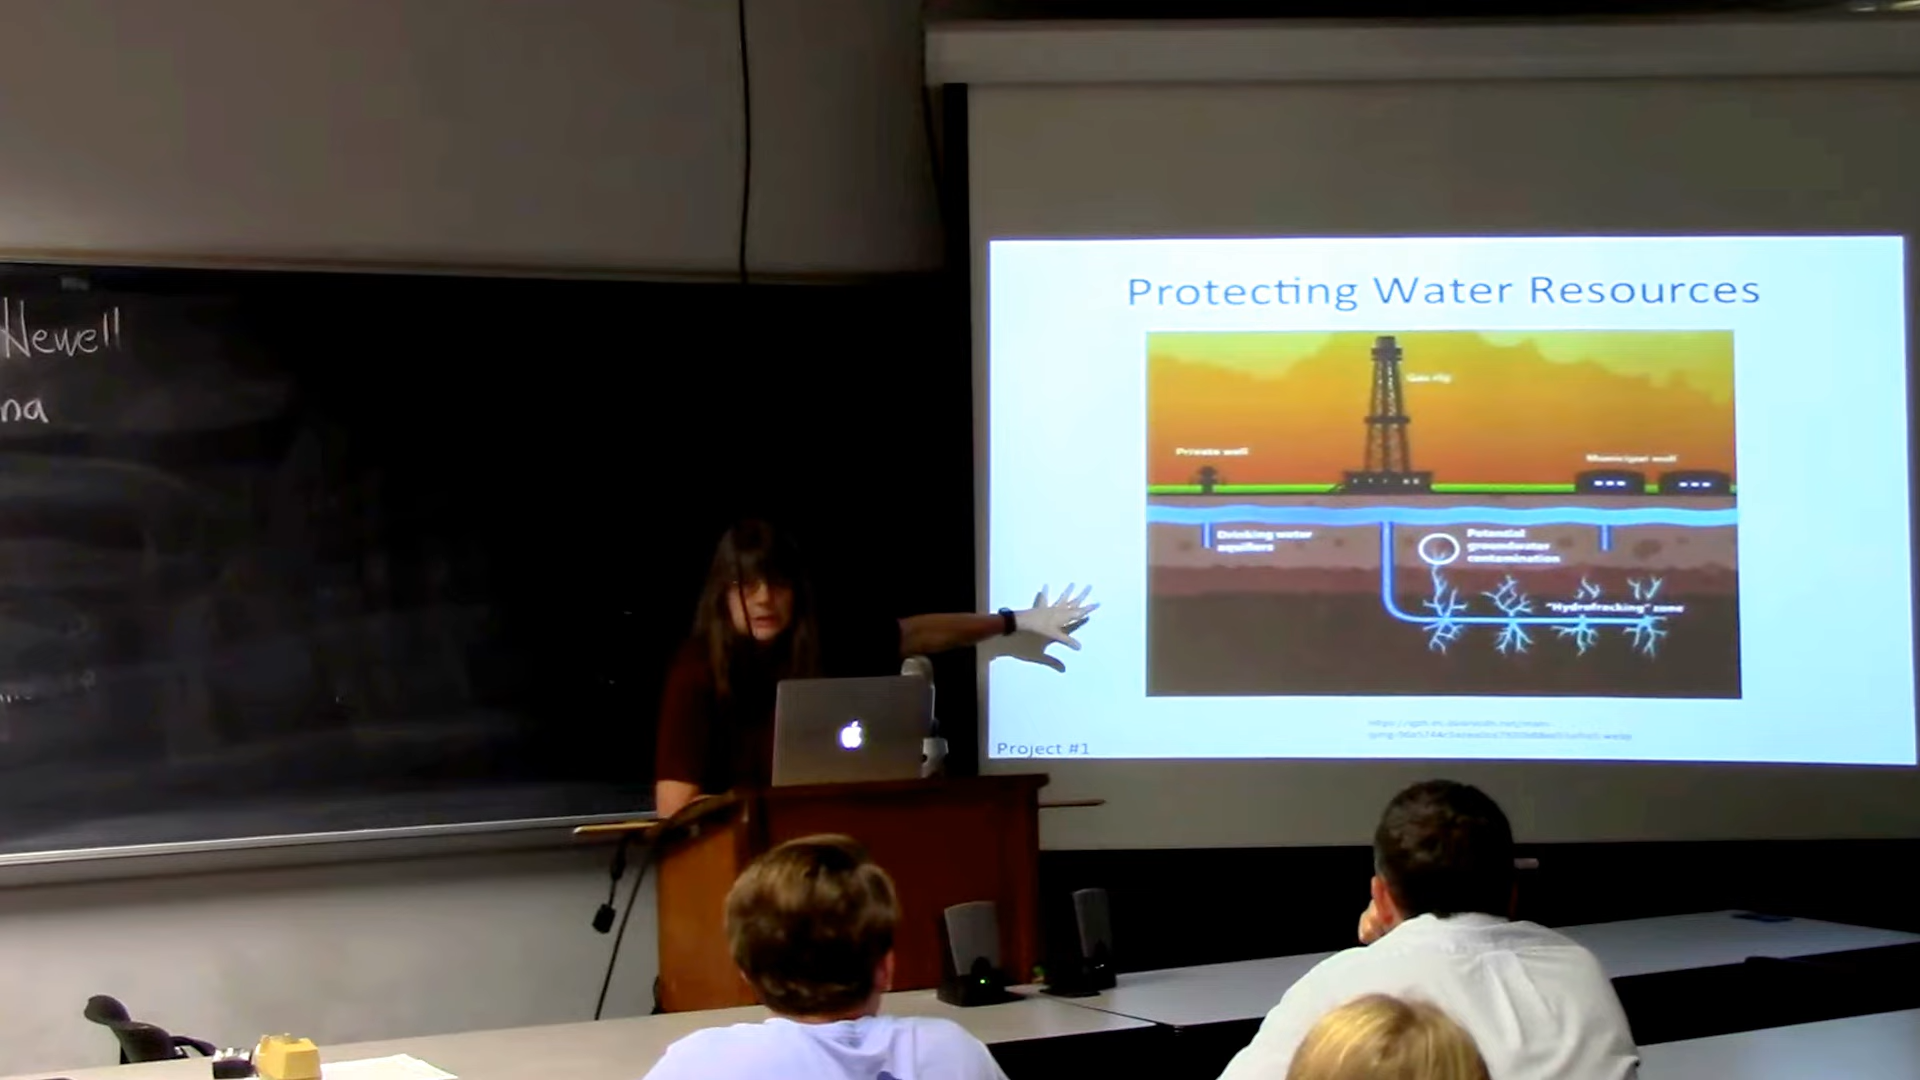 Newell
na
Protecting Water Resources
Gas rig
Private well
Municipal well
Drinking water
aquifers
Potential
groundwater
contamination
"Hydrofracking" zone
Project #1